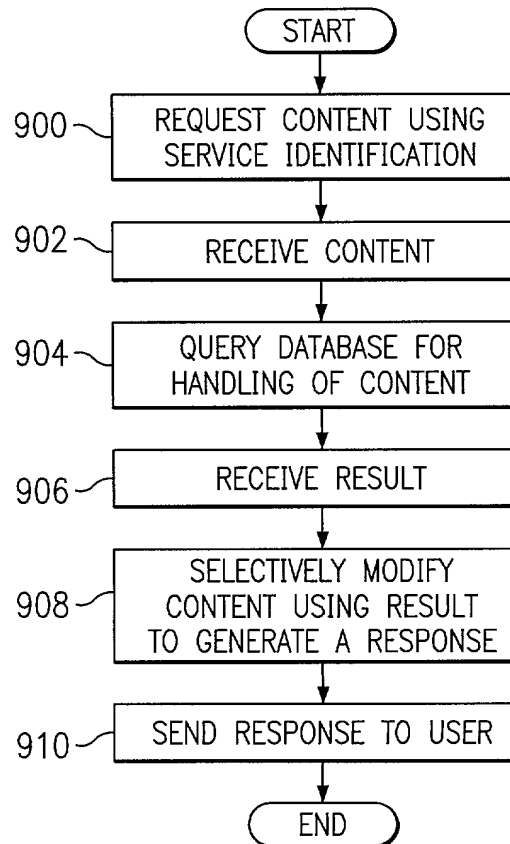 START
900
REQUEST CONTENT USING
SERVICE IDENTIFICATION
902
RECEIVE CONTENT
904
QUERY DATABASE FOR
HANDLING OF CONTENT
906
RECEIVE RESULT
908
SELECTIVELY MODIFY
CONTENT USING RESULT
TO GENERATE A RESPONSE
910
SEND RESPONSE TO USER
END